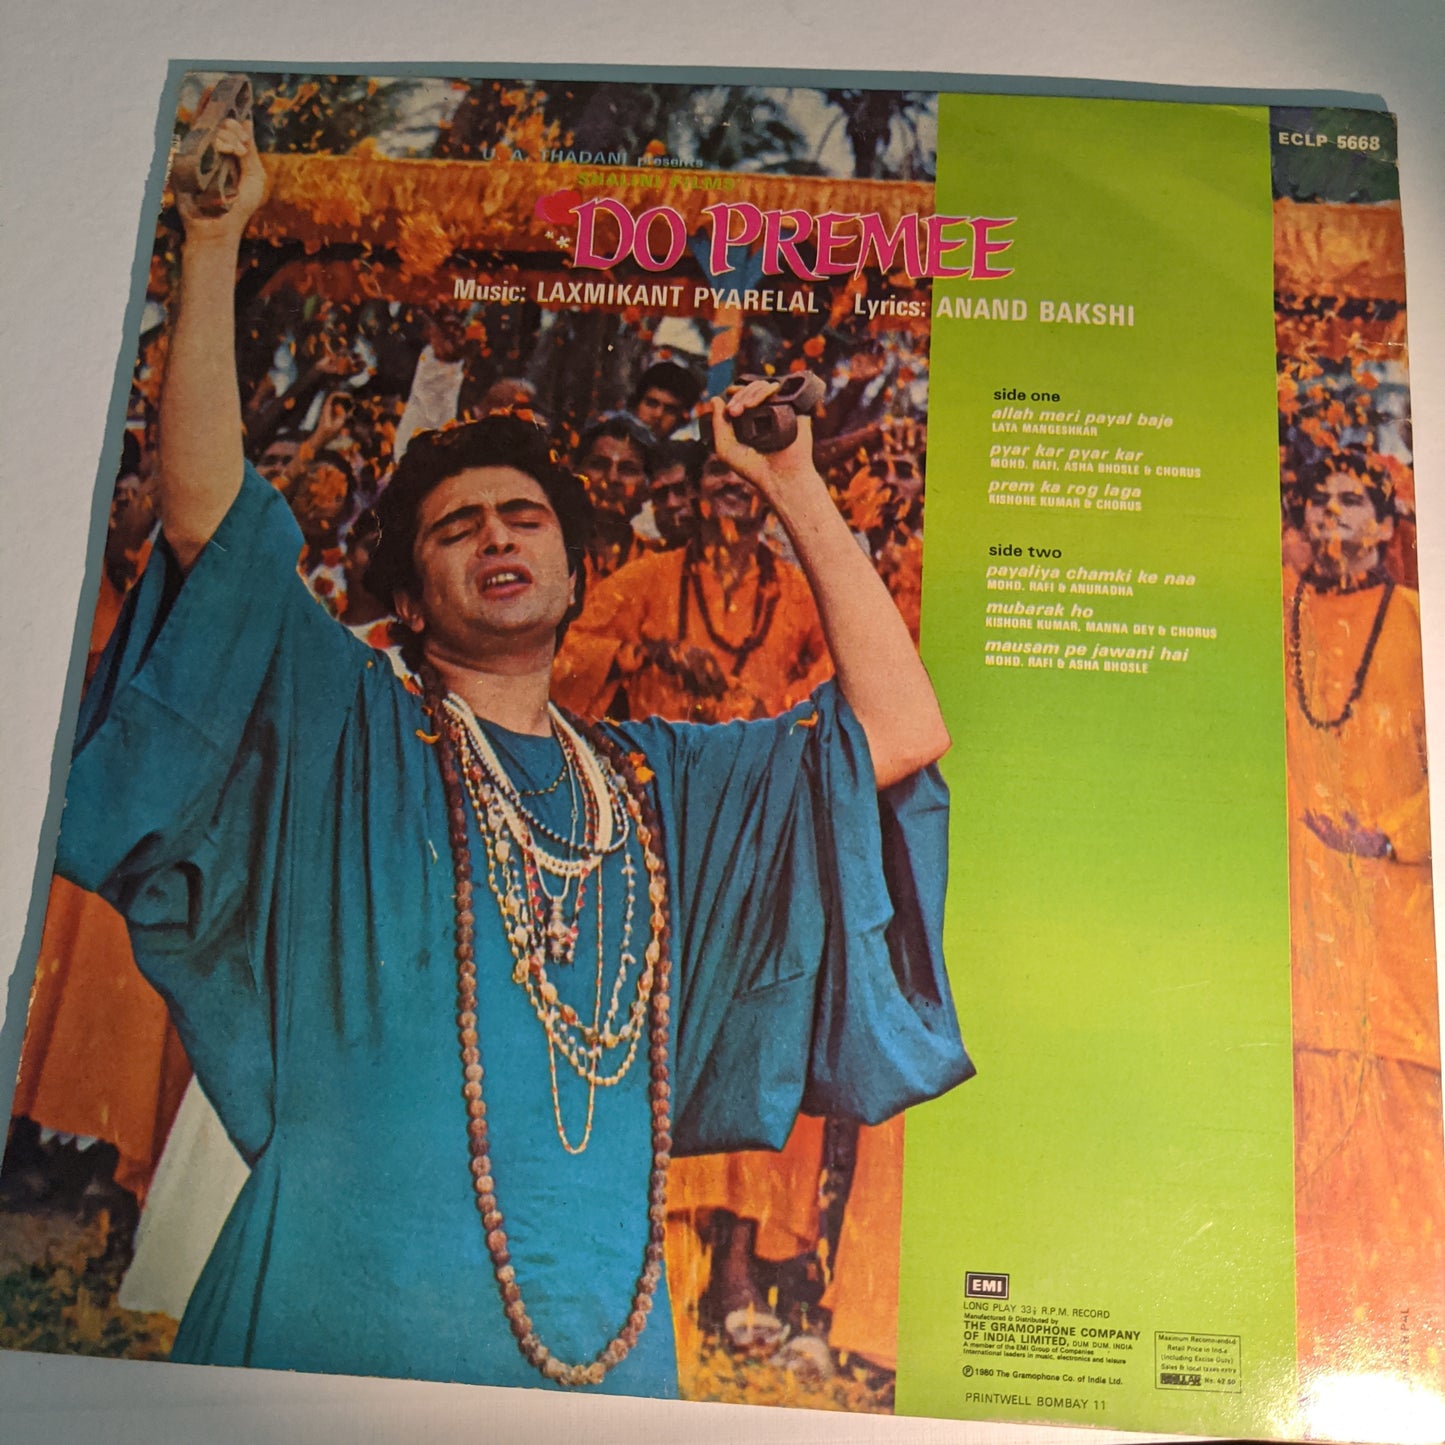 ECLP 5668
U. A. THADANI presents
SHALINI FILMS'
DO PREMEE
Music: LAXMIKANT PYARELAL Lyrics: ANAND BAKSHI
side one
allah meri payal baje
LATA MANGESHKAR
pyar kar pyar kar
MOHD. RAFI, ASHA BHOSLE & CHORUS
prem ka rog laga
KISHORE KUMAR & CHORUS
side two
payaliya chamki ke naa
MOHD. RAFI & ANURADHA
mubarak ho
KISHORE KUMAR, MANNA DEY & CHORUS
mausam pe jawani hai
MOHD. RAFI & ASHA BHOSLE
EMI
LONG PLAY 33⅓ R.P.M. RECORD
Manufactured & Distributed by
THE GRAMOPHONE COMPANY
OF INDIA LIMITED, DUM DUM, INDIA
A member of the EMI Group of Companies
International leaders in music, electronics and leisure
℗ 1980 The Gramophone Co. of India Ltd.
PRINTWELL BOMBAY 11
Maximum Recommended
Retail Price in India
(Including Excise Duty)
Sales & local taxes extra
POPULAR Rs. 42.50